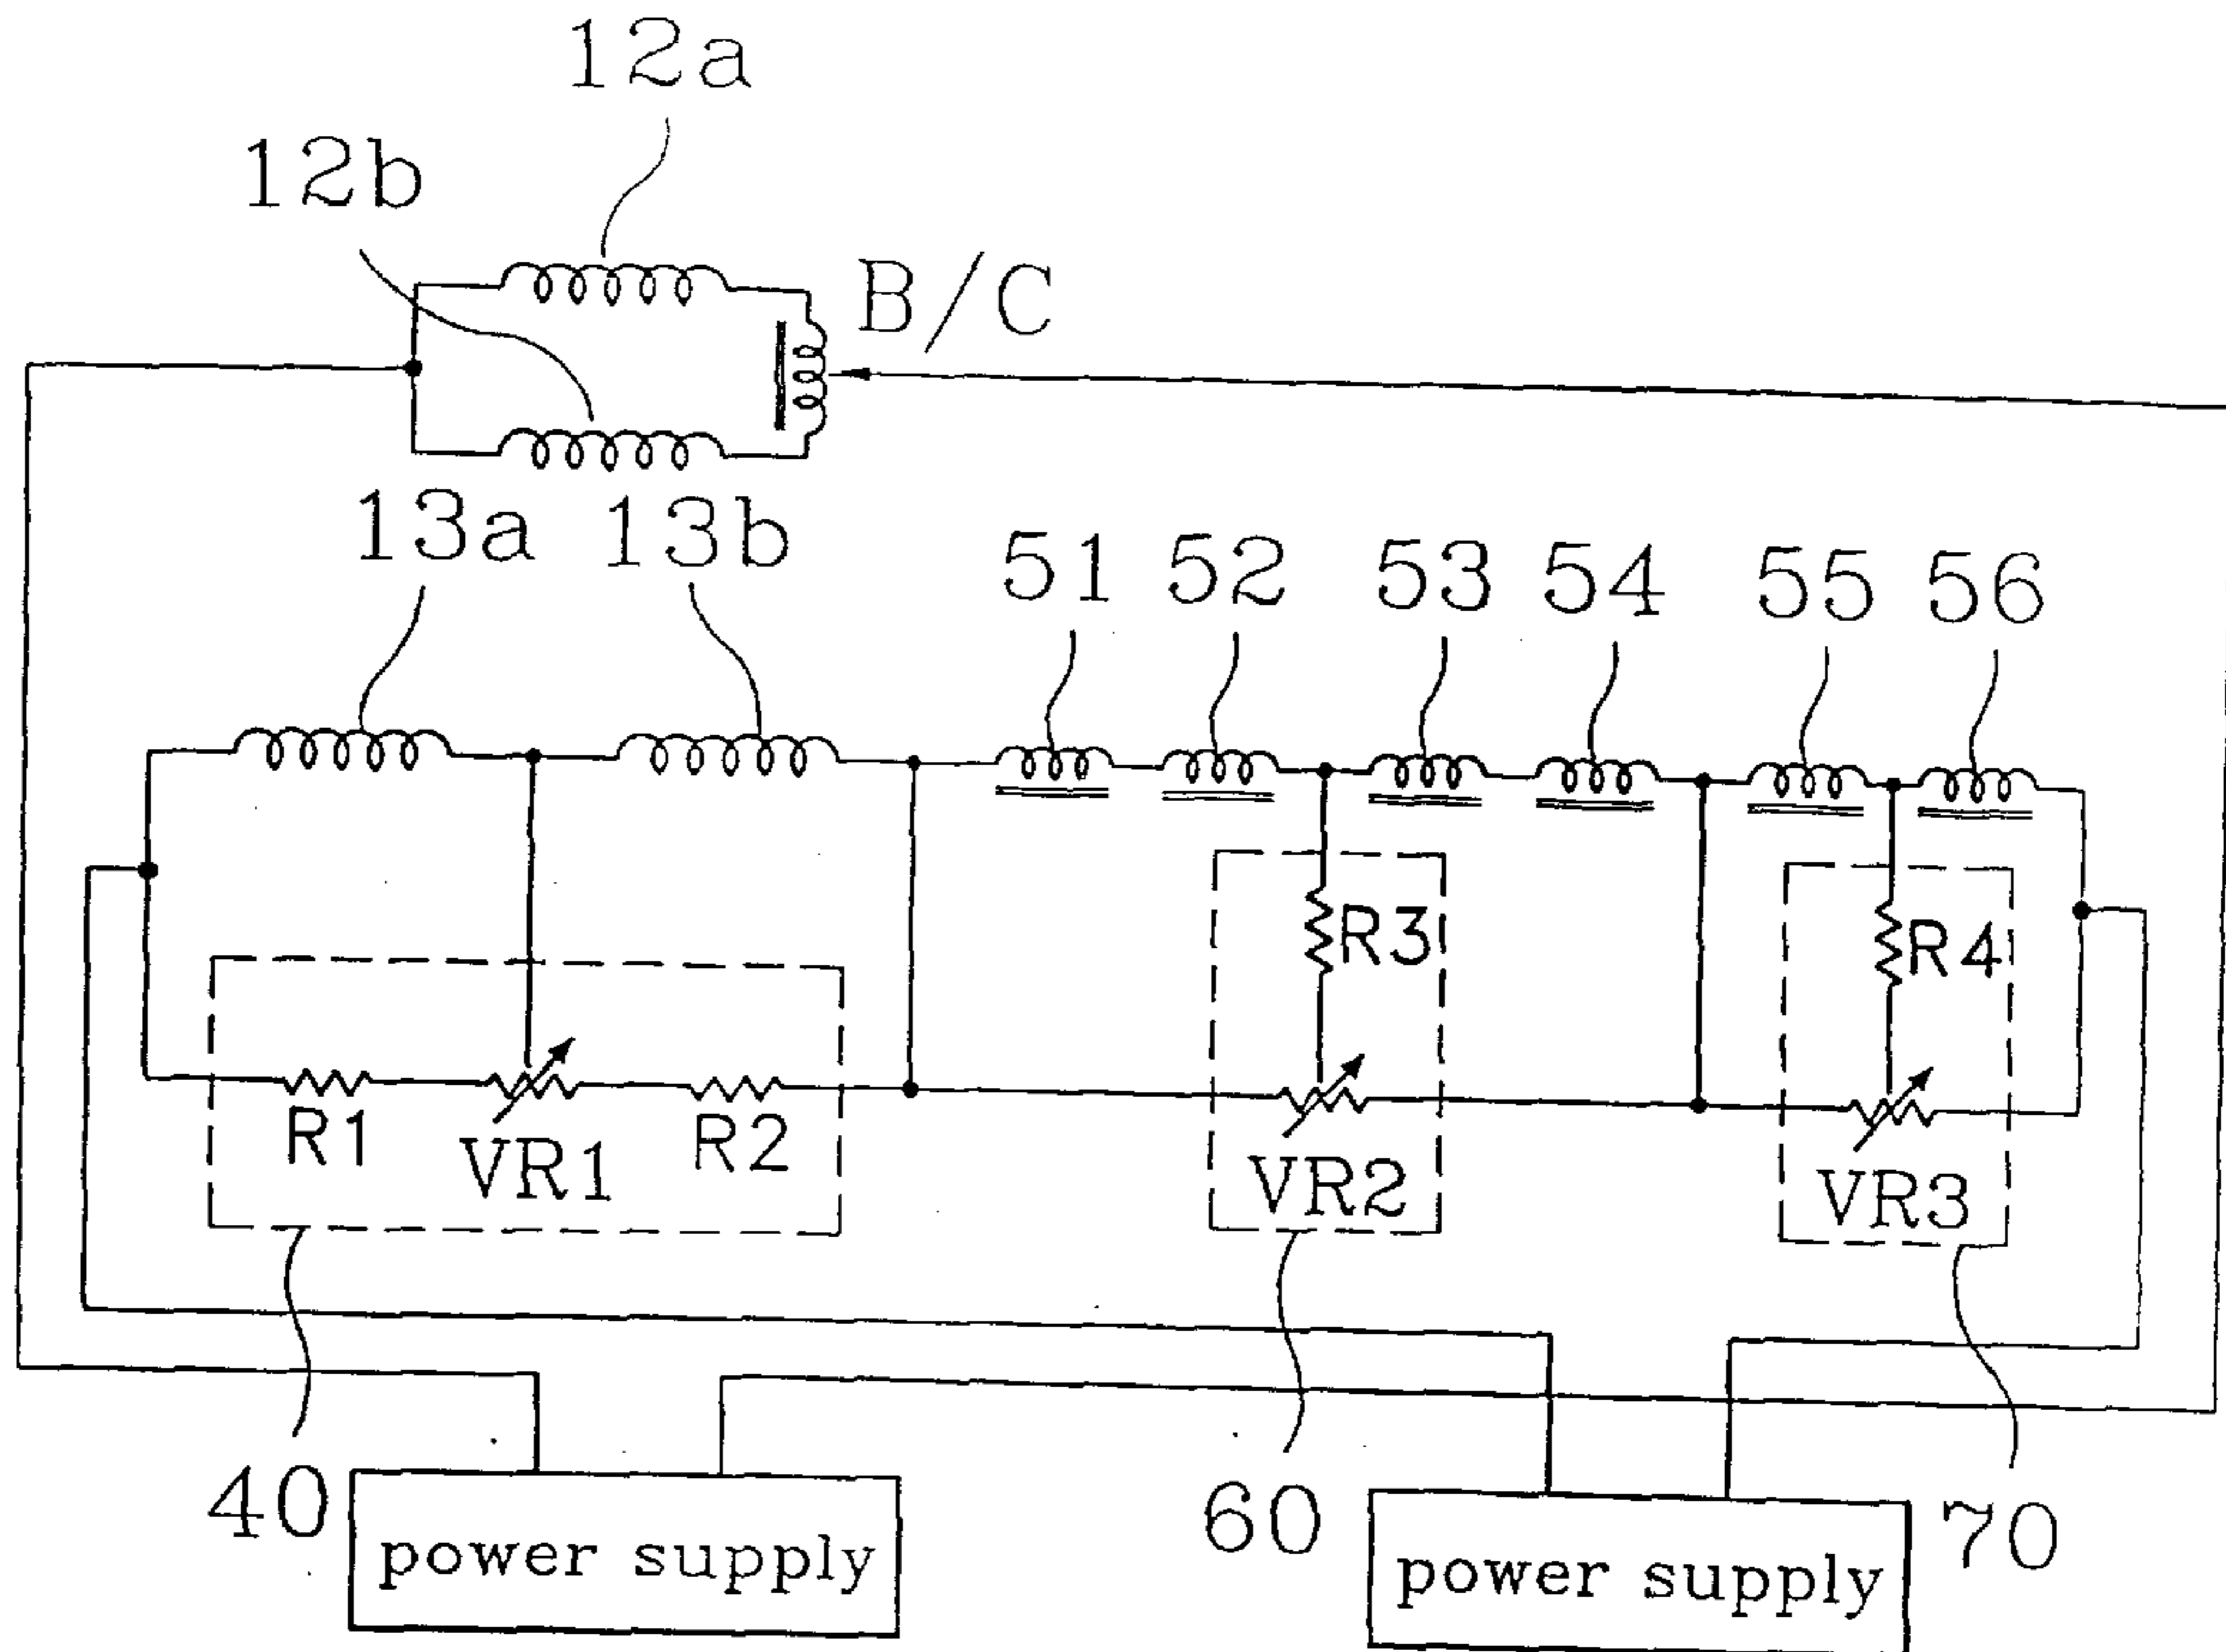 12a
12b
B/C
13a 13b
51 52 53 54 55 56
R3 R4
R1 VR1 R2
VR2 VR3
40 60 70
power supply power supply